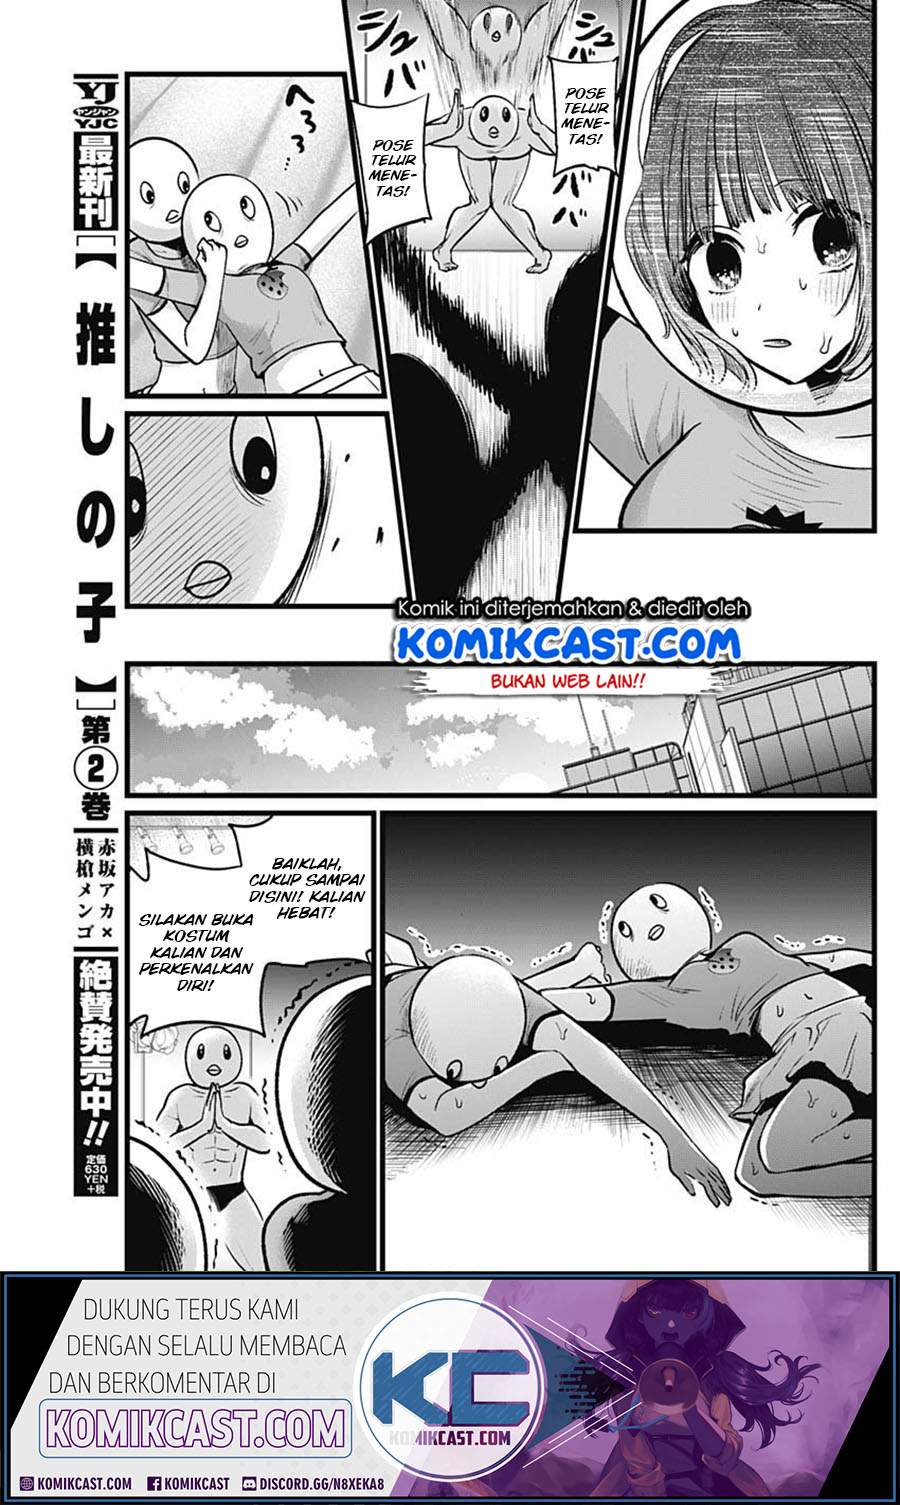 シュバ
シュバ
POSE
TELUR
MENE-
TAS!
POSE
TELUR
MENE-
TAS!
へろろ
YJ
ヤンジャン
YJC
最新刊
【推しの子】
第②巻
赤坂アカ×
横槍メンゴ
絶賛発売中!!
定価
630
YEN
+税
Komik ini diterjemahkan & diedit oleh
KOMIKCAST.COM
BUKAN WEB LAIN!!
BAIKLAH,
CUKUP SAMPAI
DISINI! KALIAN
HEBAT!
SILAKAN BUKA
KOSTUM
KALIAN DAN
PERKENALKAN
DIRI!
DUKUNG TERUS KAMI
DENGAN SELALU MEMBACA
DAN BERKOMENTAR DI
KOMIKCAST.COM
KC
KOMIKCAST.COM
KOMIKCAST.COM
KOMIKCAST
DISCORD.GG/N8XEKA8